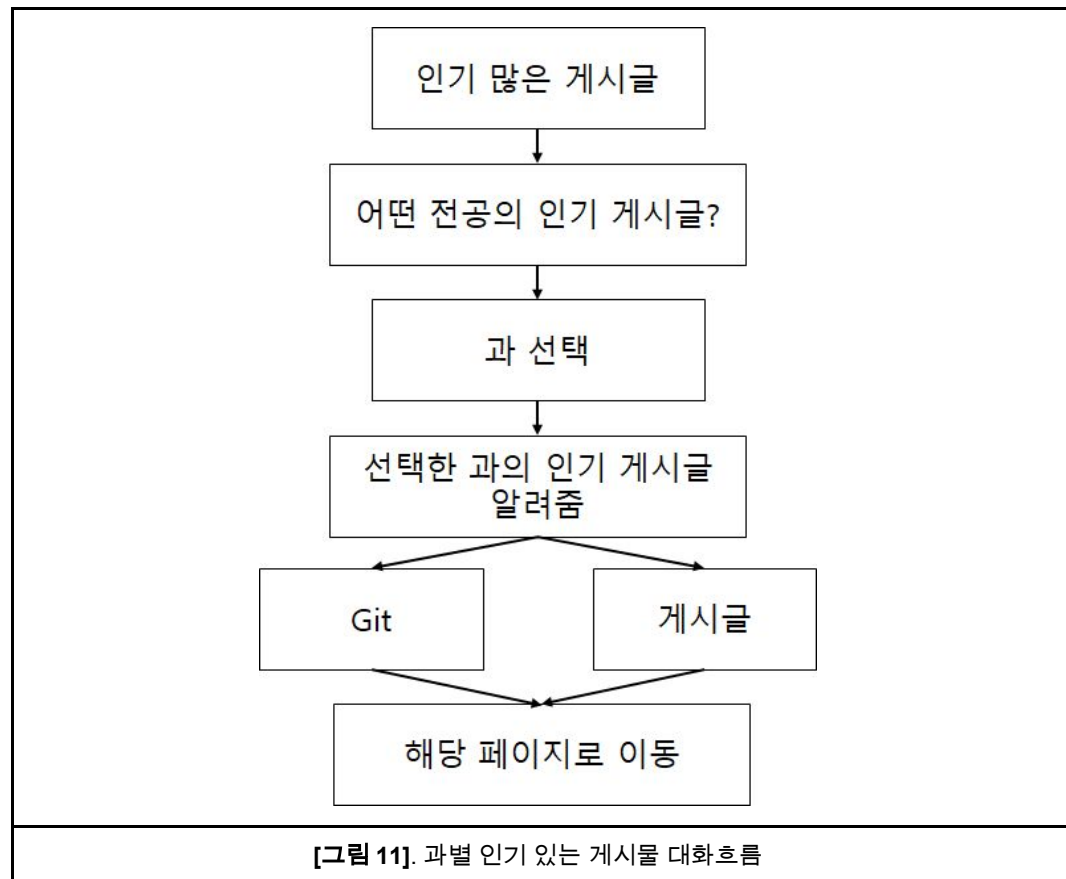 인기 많은 게시글
어떤 전공의 인기 게시글?
과 선택
선택한 과의 인기 게시글
알려줌
Git
게시글
해당 페이지로 이동
[그림 11]. 과별 인기 있는 게시물 대화흐름